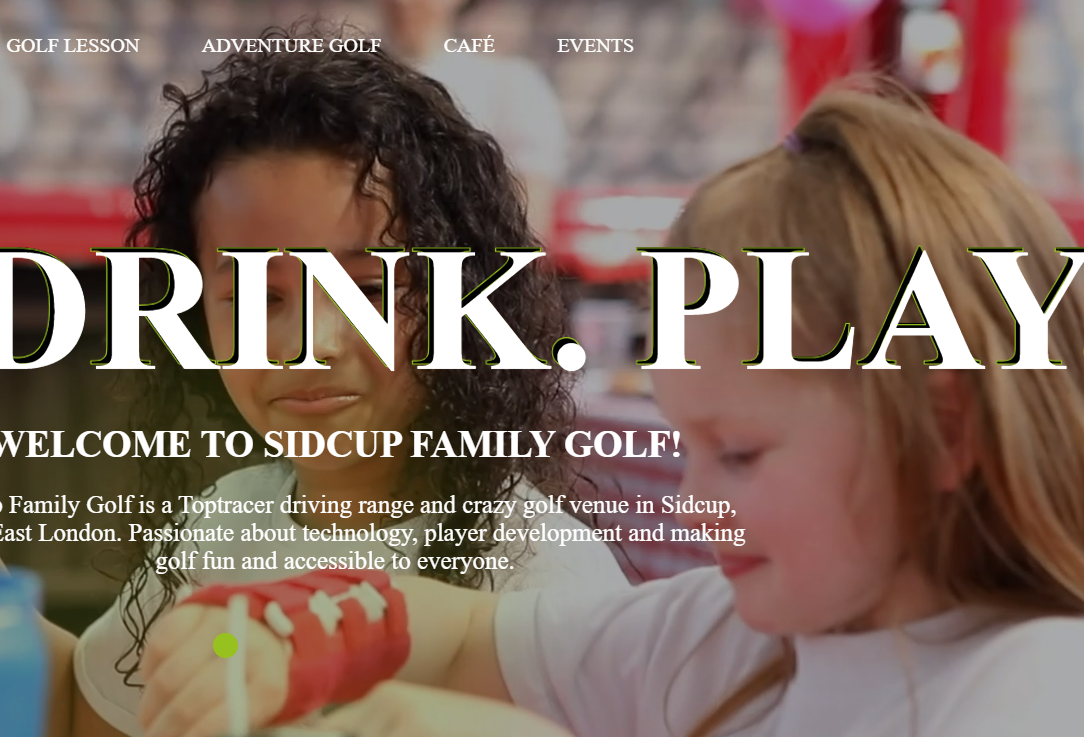 GOLF LESSON ADVENTURE GOLF CAFÉ EVENTS
DRINK. PLAY
WELCOME TO SIDCUP FAMILY GOLF!
Family Golf is a Toptracer driving range and crazy golf venue in Sidcup,
East London. Passionate about technology, player development and making
golf fun and accessible to everyone.